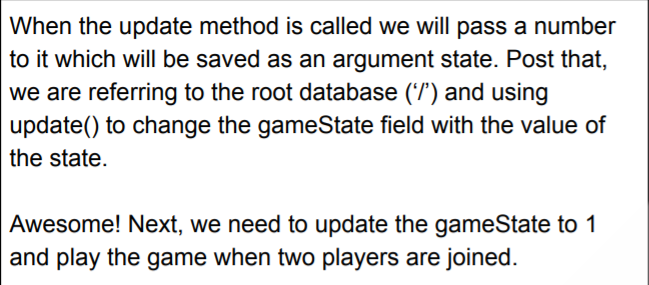 When the update method is called we will pass a number
to it which will be saved as an argument state. Post that,
we are referring to the root database (‘/’) and using
update() to change the gameState field with the value of
the state.
Awesome! Next, we need to update the gameState to 1
and play the game when two players are joined.